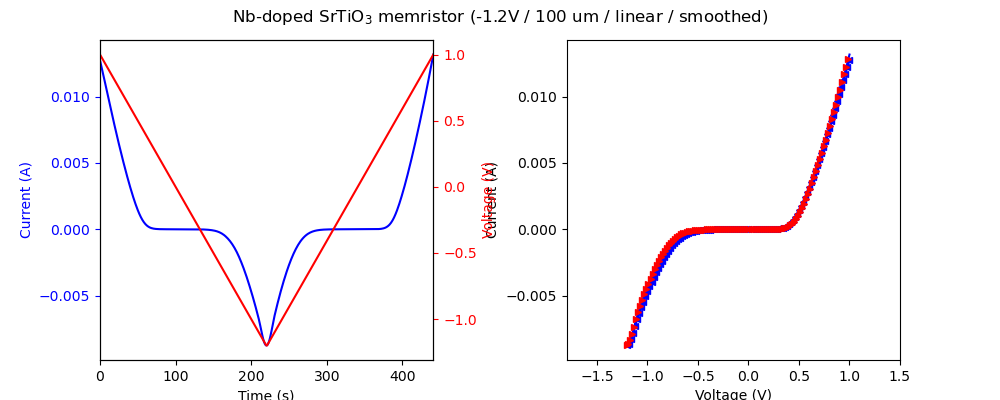 Nb-doped SrTiO₃ memristor (-1.2V / 100 um / linear / smoothed)
Current (A)
0.010
0.005
0.000
−0.005
0 100 200 300 400
Time (s)
1.0
0.5
0.0
−0.5
−1.0
Voltage (V)
Current (A)
0.010
0.005
0.000
−0.005
−1.5 −1.0 −0.5 0.0 0.5 1.0 1.5
Voltage (V)